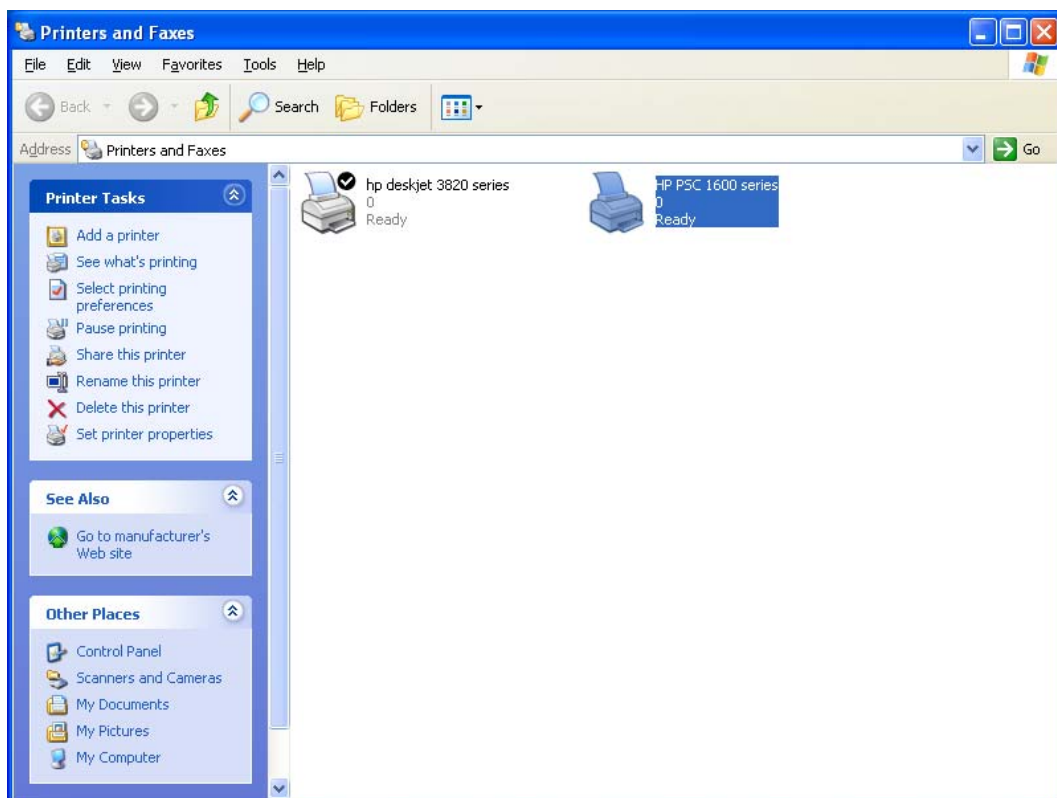 Printers and Faxes
File Edit View Favorites Tools Help
Back Search Folders
Address Printers and Faxes Go
Printer Tasks
Add a printer
See what's printing
Select printing
preferences
Pause printing
Share this printer
Rename this printer
Delete this printer
Set printer properties
See Also
Go to manufacturer's
Web site
Other Places
Control Panel
Scanners and Cameras
My Documents
My Pictures
My Computer
hp deskjet 3820 series
0
Ready
HP PSC 1600 series
0
Ready